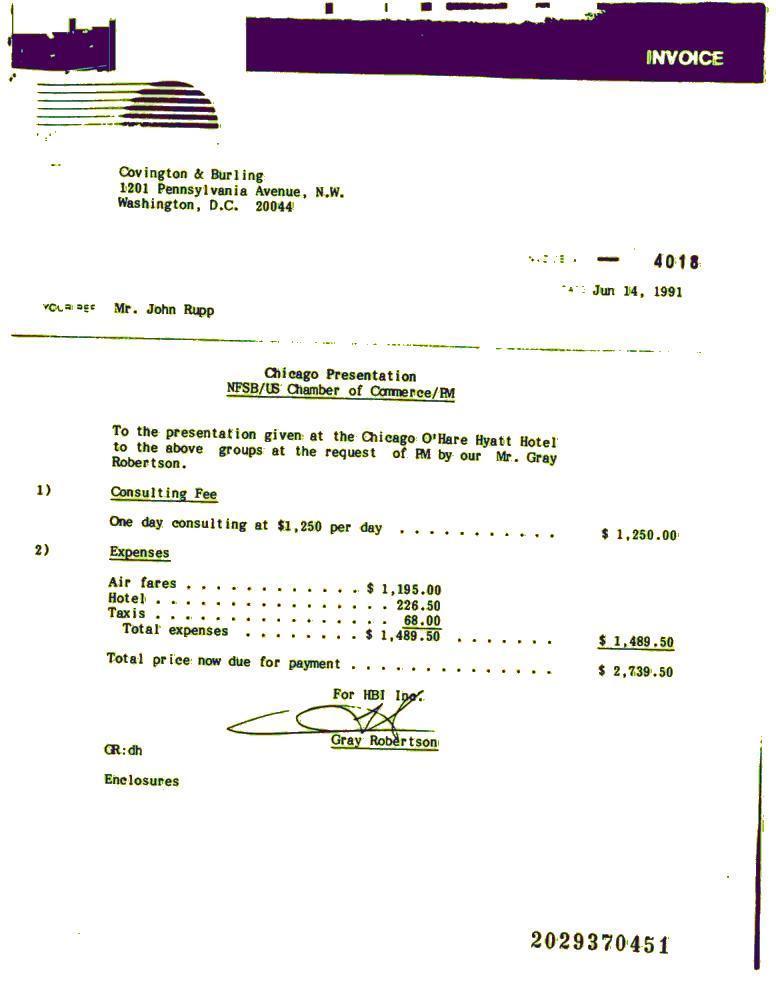 INVOICE
Covington & Burling
1201 Pennsylvania Avenue, N.W.
Washington, D.C. 20044
— 4018
DATE Jun 14, 1991
YOUR REF Mr. John Rupp
Chicago Presentation
NFSB/US Chamber of Commerce/PM
To the presentation given at the Chicago O'Hare Hyatt Hotel
to the above groups at the request of PM by our Mr. Gray
Robertson.
1) Consulting Fee
One day consulting at $1,250 per day . . . . . . . . . . . $ 1,250.00
2) Expenses
Air fares . . . . . . . . . . . . . $ 1,195.00
Hotel . . . . . . . . . . . . . . . 226.50
Taxis . . . . . . . . . . . . . . . 68.00
Total expenses . . . . . . . . $ 1,489.50 . . . . . . . $ 1,489.50
Total price now due for payment . . . . . . . . . . . . . . $ 2,739.50
For HBI Inc.
Gray Robertson
GR:dh
Enclosures
2029370451